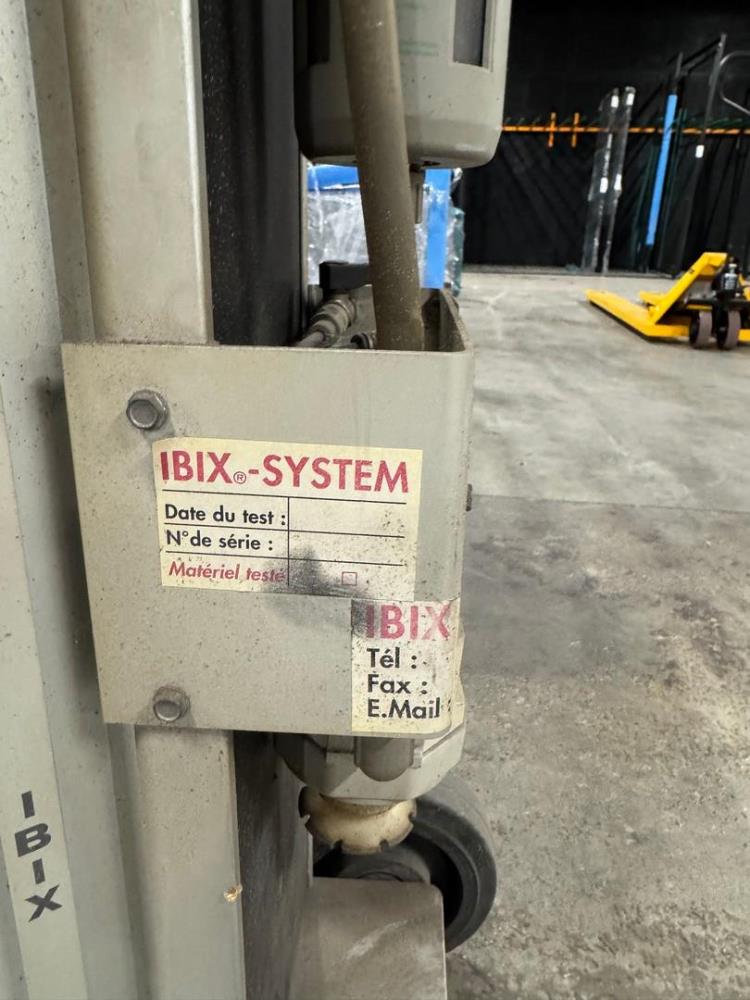 IBIX®-SYSTEM
Date du test :
N°de série :
Matériel testé
IBIX
Tél :
Fax :
E.Mail :
IBIX